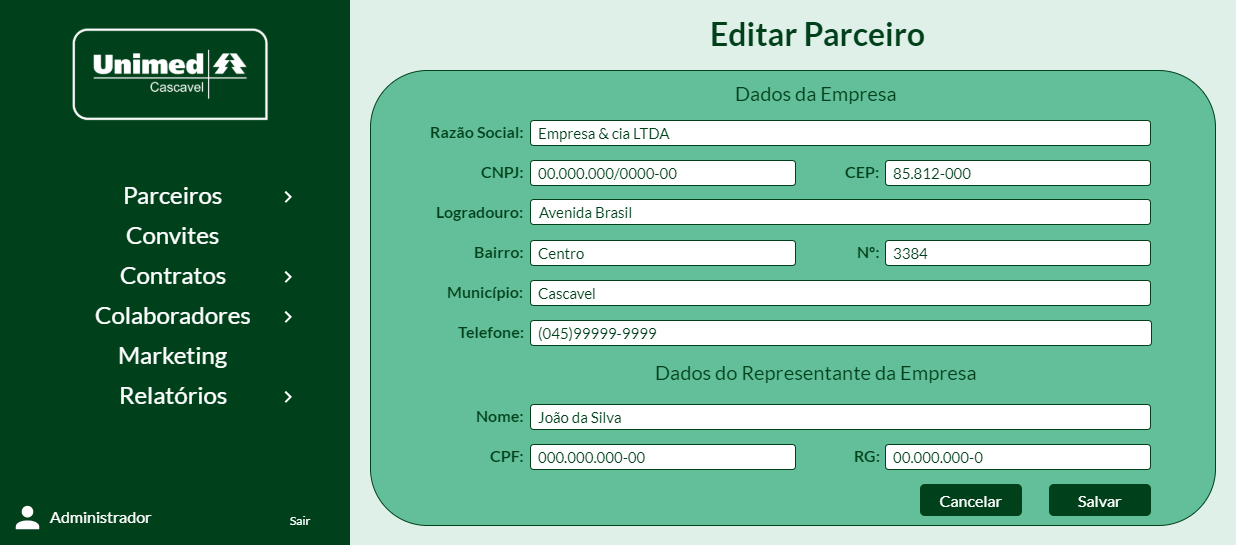 Unimed
Cascavel
Parceiros
Convites
Contratos
Colaboradores
Marketing
Relatórios
Administrador
Sair
Editar Parceiro
Dados da Empresa
Razão Social: Empresa & cia LTDA
CNPJ: 00.000.000/0000-00 CEP: 85.812-000
Logradouro: Avenida Brasil
Bairro: Centro Nº: 3384
Município: Cascavel
Telefone: (045)99999-9999
Dados do Representante da Empresa
Nome: João da Silva
CPF: 000.000.000-00 RG: 00.000.000-0
Cancelar Salvar